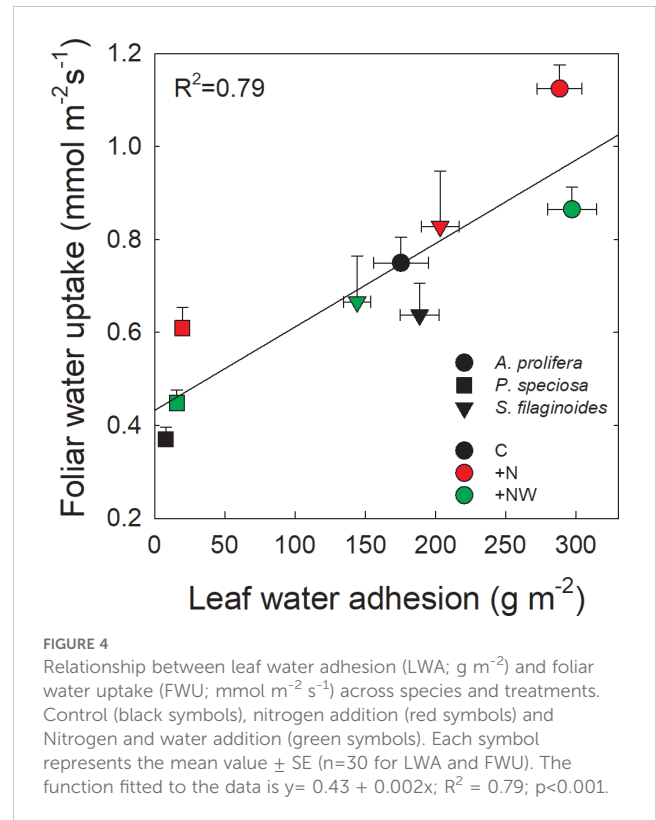 R²=0.79
Foliar water uptake (mmol m⁻²s⁻¹)
1.2
1.0
0.8
0.6
0.4
0.2
A. prolifera
P. speciosa
S. filaginoides
C
+N
+NW
0 50 100 150 200 250 300
Leaf water adhesion (g m⁻²)
FIGURE 4
Relationship between leaf water adhesion (LWA; g m⁻²) and foliar
water uptake (FWU; mmol m⁻² s⁻¹) across species and treatments.
Control (black symbols), nitrogen addition (red symbols) and
Nitrogen and water addition (green symbols). Each symbol
represents the mean value ± SE (n=30 for LWA and FWU). The
function fitted to the data is y= 0.43 + 0.002x; R² = 0.79; p<0.001.